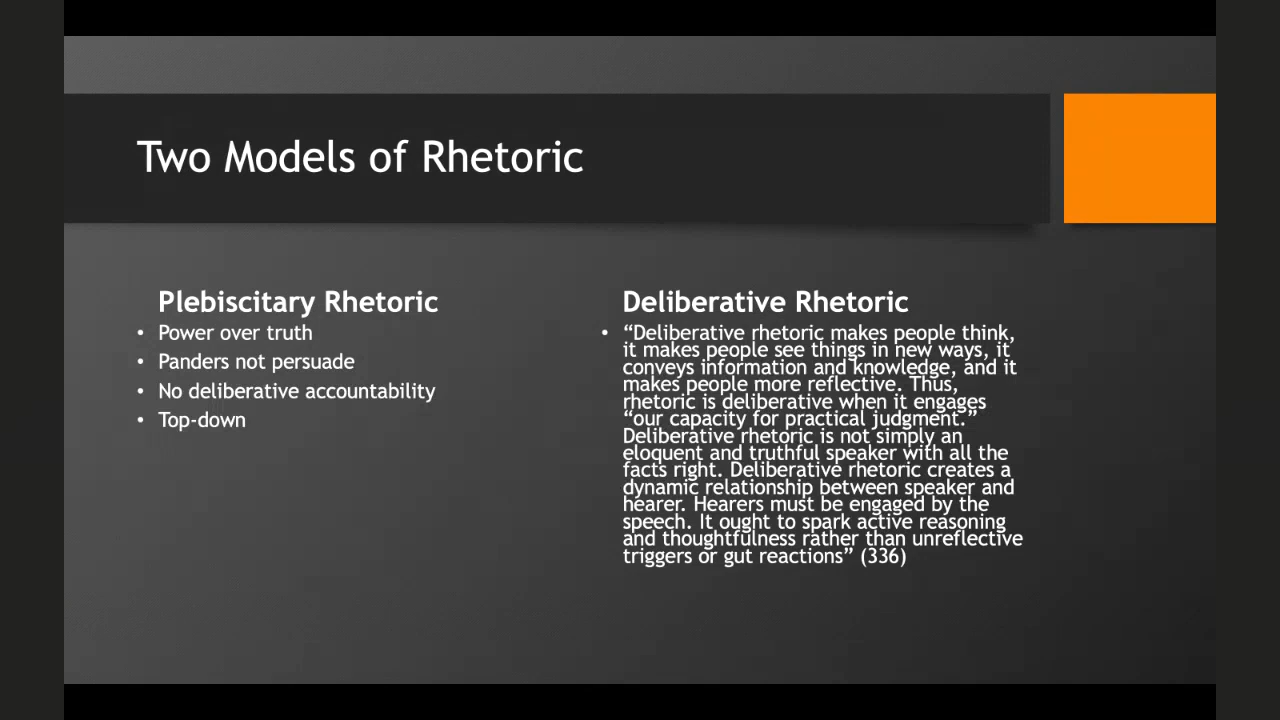 Two Models of Rhetoric
Plebiscitary Rhetoric
• Power over truth
• Panders not persuade
• No deliberative accountability
• Top-down
Deliberative Rhetoric
• “Deliberative rhetoric makes people think,
it makes people see things in new ways, it
conveys information and knowledge, and it
makes people more reflective. Thus,
rhetoric is deliberative when it engages
“our capacity for practical judgment.”
Deliberative rhetoric is not simply an
eloquent and truthful speaker with all the
facts right. Deliberative rhetoric creates a
dynamic relationship between speaker and
hearer. Hearers must be engaged by the
speech. It ought to spark active reasoning
and thoughtfulness rather than unreflective
triggers or gut reactions” (336)